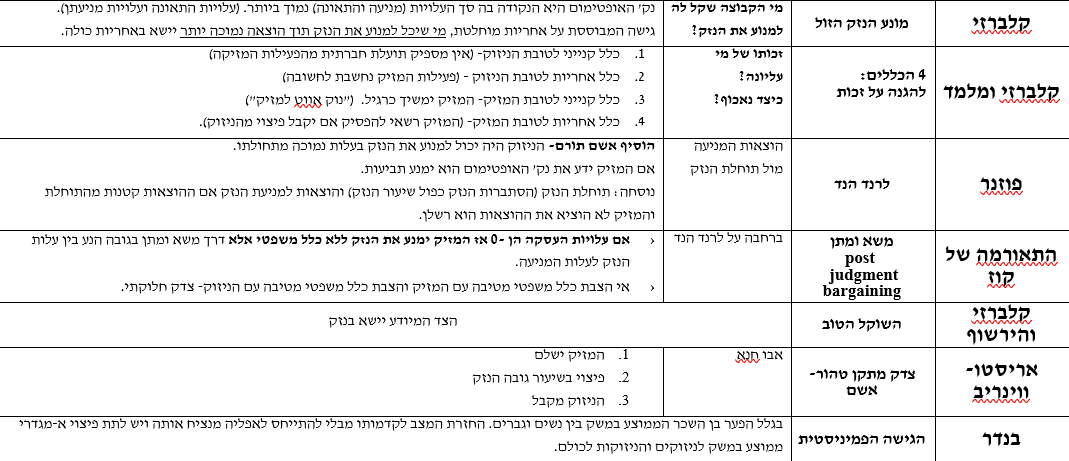 קלברזי
מונע הנזק הזול
מי הקבוצה שקל לה
למנוע את הנזק?
נק' האופטימום היא הנקודה בה סך העלויות (מניעה והתאונה) נמוך ביותר. (עלויות התאונה ועלויות מניעתן).
גישה המבוססת על אחריות מוחלטת, מי שיכל למנוע את הנזק תוך הוצאה נמוכה יותר יישא באחריות כולה.
קלברזי ומלמד
4 הכללים:
להגנה על זכות
זכותו של מי
עליונה?
כיצד נאכוף?
1. כלל קנייני לטובת הניזוק- (אין מספיק תועלת חברתית מהפעילות המזיקה)
2. כלל אחריות לטובת הניזוק - (פעילות המזיק נחשבת לחשובה)
3. כלל קנייני לטובת המזיק- המזיק ימשיך כרגיל. ("נוק אווט למזיק")
4. כלל אחריות לטובת המזיק- (המזיק רשאי להפסיק אם יקבל פיצוי מהניזוק).
פוזנר
לרנד הנד
הוצאות המניעה
מול תוחלת הנזק
הוסיף אשם תורם- הניזוק היה יכול למנוע את הנזק בעלות נמוכה מתחולתו.
אם המזיק ידע את נק' האופטימום הוא ימנע תביעות.
נוסחה: תוחלת הנזק (הסתברות הנזק כפול שיעור הנזק) והוצאות למניעת הנזק אם ההוצאות קטנות מהתוחלת
והמזיק לא הוציא את ההוצאות הוא רשלן.
התאורמה של
קוז
משא ומתן
post
judgment
bargaining
ברחבה על לרנד הנד
› אם עלויות העסקה הן -0 אז המזיק ימנע את הנזק ללא כלל משפטי אלא דרך משא ומתן בגובה הנע בין עלות
הנזק לעלות המניעה.
› אי הצבת כלל משפטי מטיבה עם המזיק והצבת כלל משפטי מטיבה עם הניזוק- צדק חלוקתי.
קלברזי
והירשוף
השוקל הטוב
הצד המיודע יישא בנזק
אריסטו-
ווינריב
צדק מתקן טהור-
אשם
אבו חנא
1. המזיק ישלם
2. פיצוי בשיעור גובה הנזק
3. הניזוק מקבל
בנדר
הגישה הפמיניסטית
בגלל הפער בן השכר הממוצע במשק בין נשים וגברים. החזרת המצב לקדמותו מבלי להתייחס לאפליה מנציח אותה ויש לתת פיצוי א-מגדרי
ממוצע במשק לניזוקים והניזוקות לכולם.